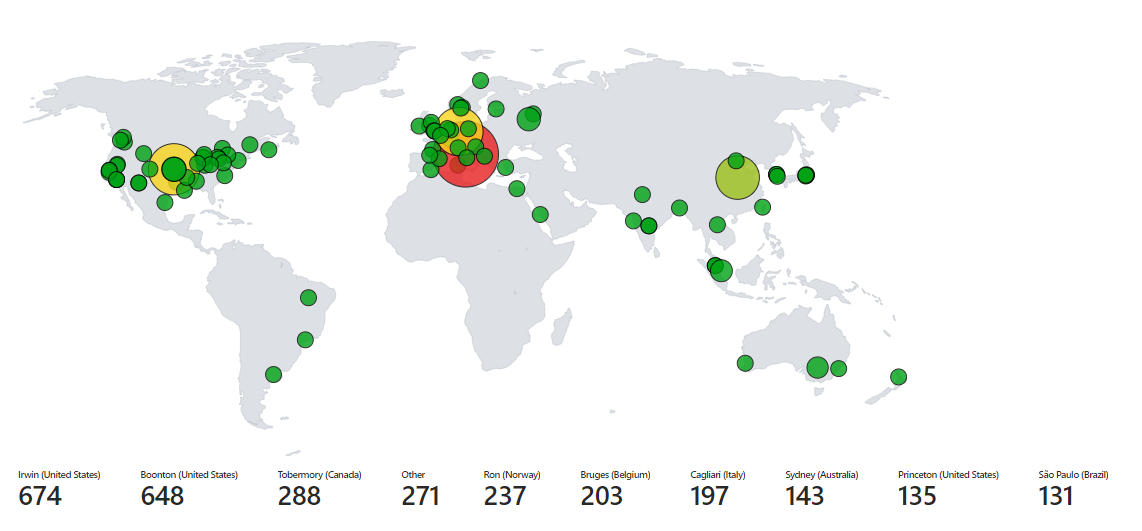 Irwin (United States) Boonton (United States) Tobermory (Canada) Other Ron (Norway) Bruges (Belgium) Cagliari (Italy) Sydney (Australia) Princeton (United States) São Paulo (Brazil)
674 648 288 271 237 203 197 143 135 131